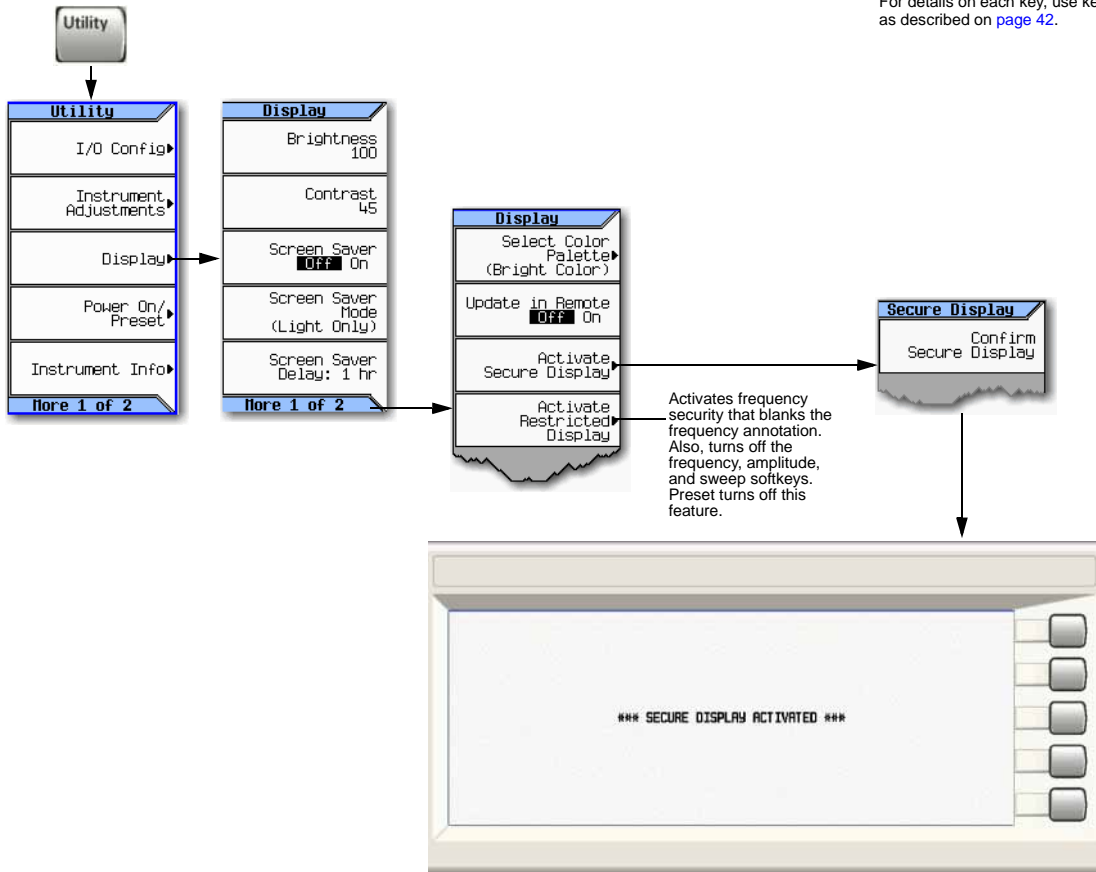 For details on each key, use ke
as described on page 42.
Utility
Utility
I/O Config
Instrument
Adjustments
Display
Power On/
Preset
Instrument Info
More 1 of 2
Display
Brightness
100
Contrast
45
Screen Saver
Off On
Screen Saver
Mode
(Light Only)
Screen Saver
Delay: 1 hr
More 1 of 2
Display
Select Color
Palette
(Bright Color)
Update in Remote
Off On
Activate
Secure Display
Activate
Restricted
Display
Activates frequency
security that blanks the
frequency annotation.
Also, turns off the
frequency, amplitude,
and sweep softkeys.
Preset turns off this
feature.
Secure Display
Confirm
Secure Display
*** SECURE DISPLAY ACTIVATED ***